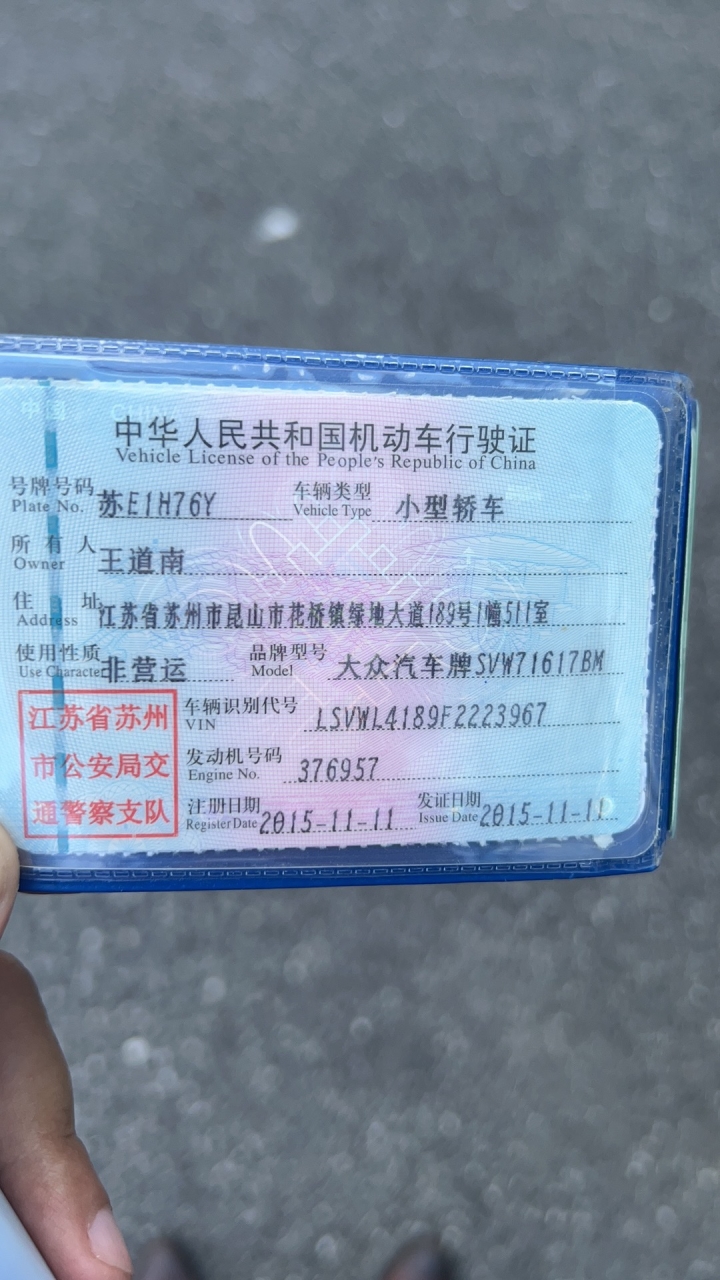 中华人民共和国机动车行驶证
Vehicle License of the People's Republic of China
号牌号码 Plate No. 苏E1H76Y 车辆类型 Vehicle Type 小型轿车
所有人 Owner 王道南
住址 Address 江苏省苏州市昆山市花桥镇绿地大道189号1幢511室
使用性质 Use Character 非营运 品牌型号 Model 大众汽车牌SVW71617BM
江苏省苏州市公安局交通警察支队
车辆识别代号 VIN LSVWL4189F2223967
发动机号码 Engine No. 376957
注册日期 Register Date 2015-11-11 发证日期 Issue Date 2015-11-11